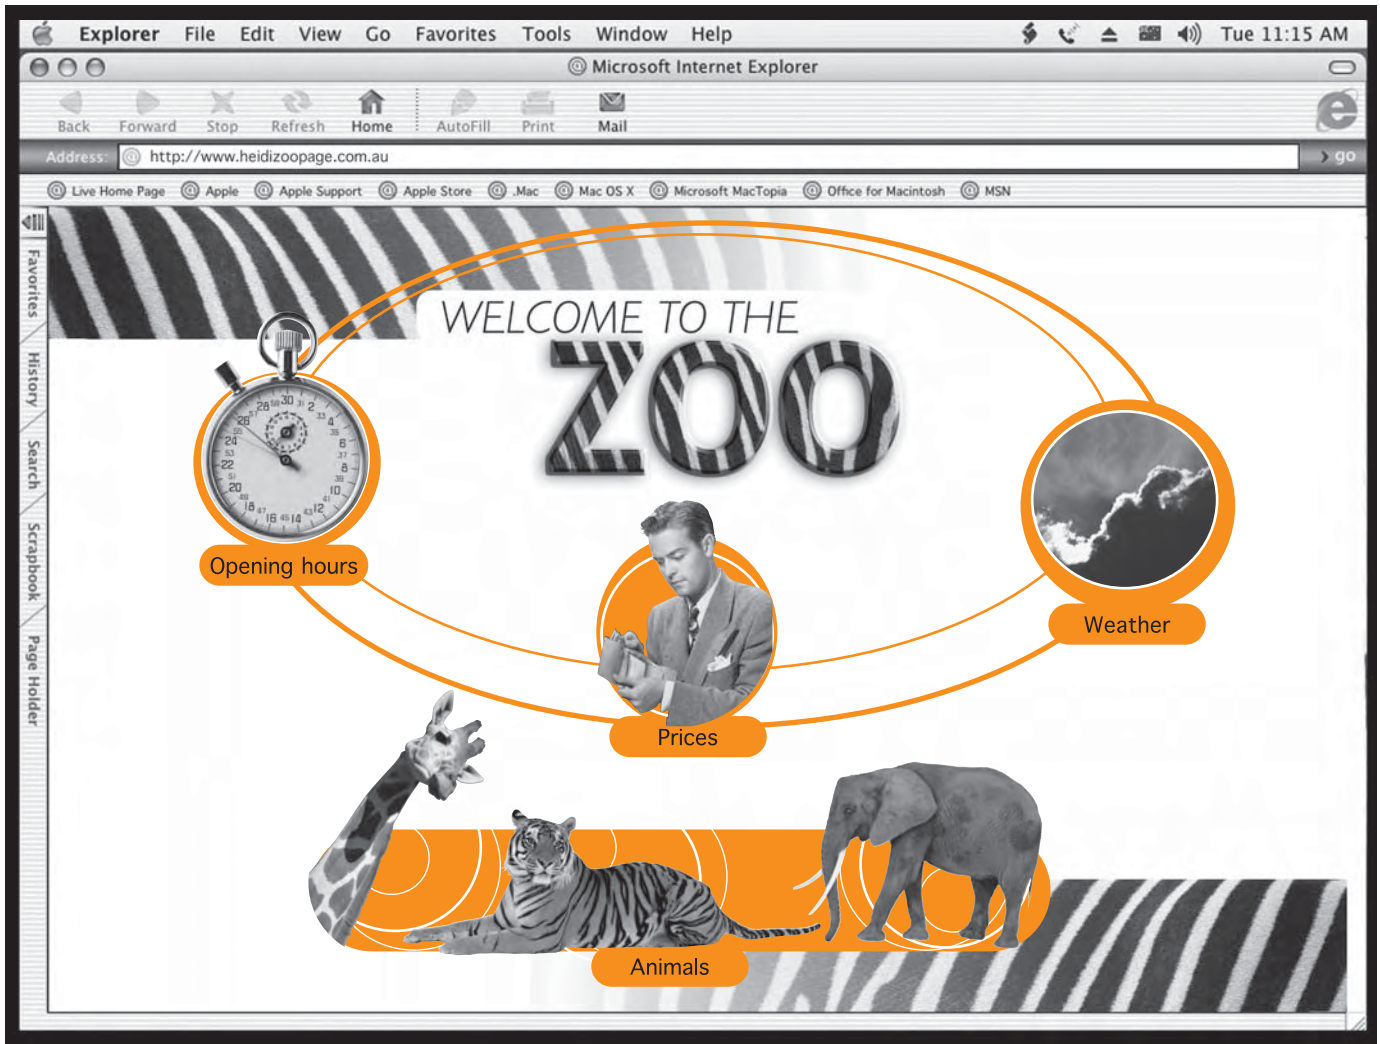 Explorer File Edit View Go Favorites Tools Window Help Tue 11:15 AM
@ Microsoft Internet Explorer
Back Forward Stop Refresh Home AutoFill Print Mail
Address: @ http://www.heidizoopage.com.au › go
@ Live Home Page @ Apple @ Apple Support @ Apple Store @ .Mac @ Mac OS X @ Microsoft MacTopia @ Office for Macintosh @ MSN
Favorites
History
Search
Scrapbook
Page Holder
WELCOME TO THE
ZOO
Opening hours
Weather
Prices
Animals